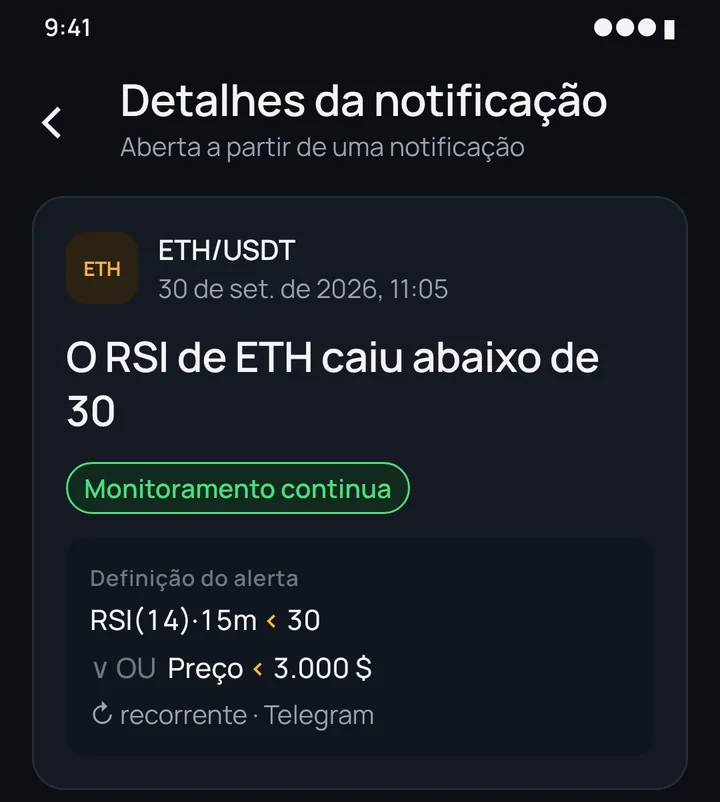 9:41
Detalhes da notificação
Aberta a partir de uma notificação
ETH
ETH/USDT
30 de set. de 2026, 11:05
O RSI de ETH caiu abaixo de
30
Monitoramento continua
Definição do alerta
RSI(14)·15m < 30
∨ OU Preço < 3.000 $
↻ recorrente · Telegram